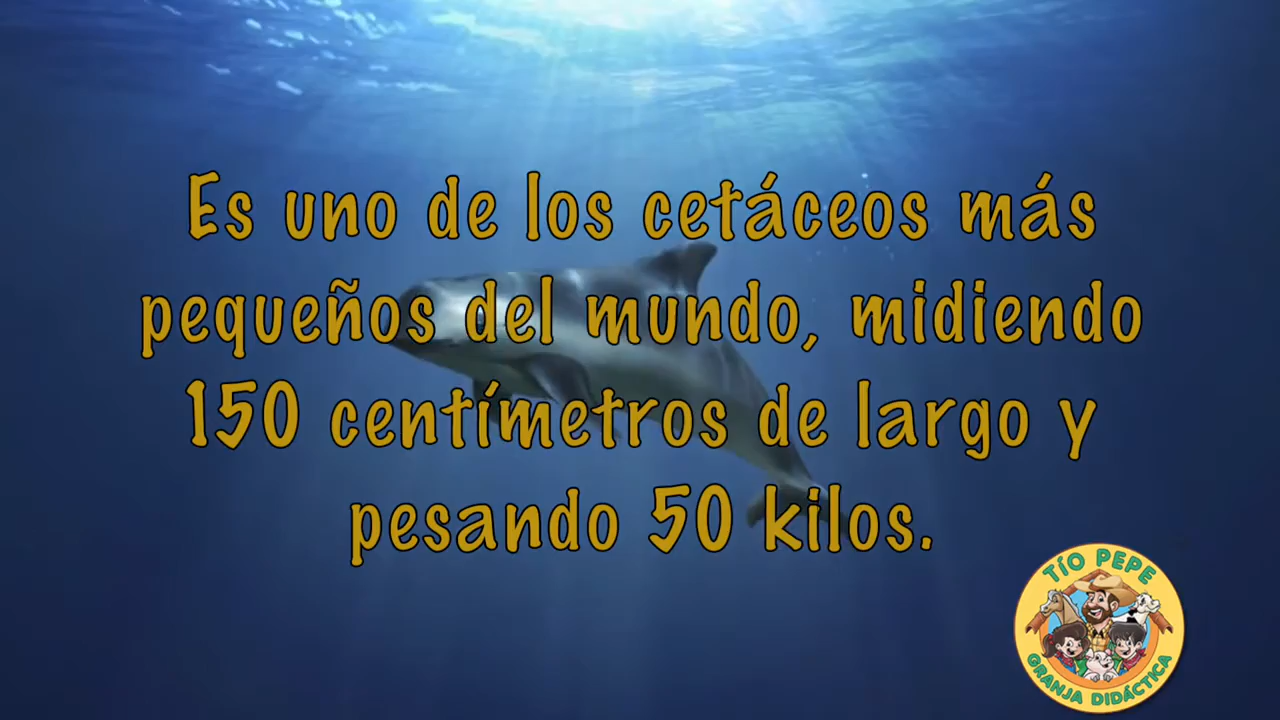 Es uno de los cetáceos más
pequeños del mundo, midiendo
150 centímetros de largo y
pesando 50 kilos.
TÍO PEPE
GRANJA DIDÁCTICA